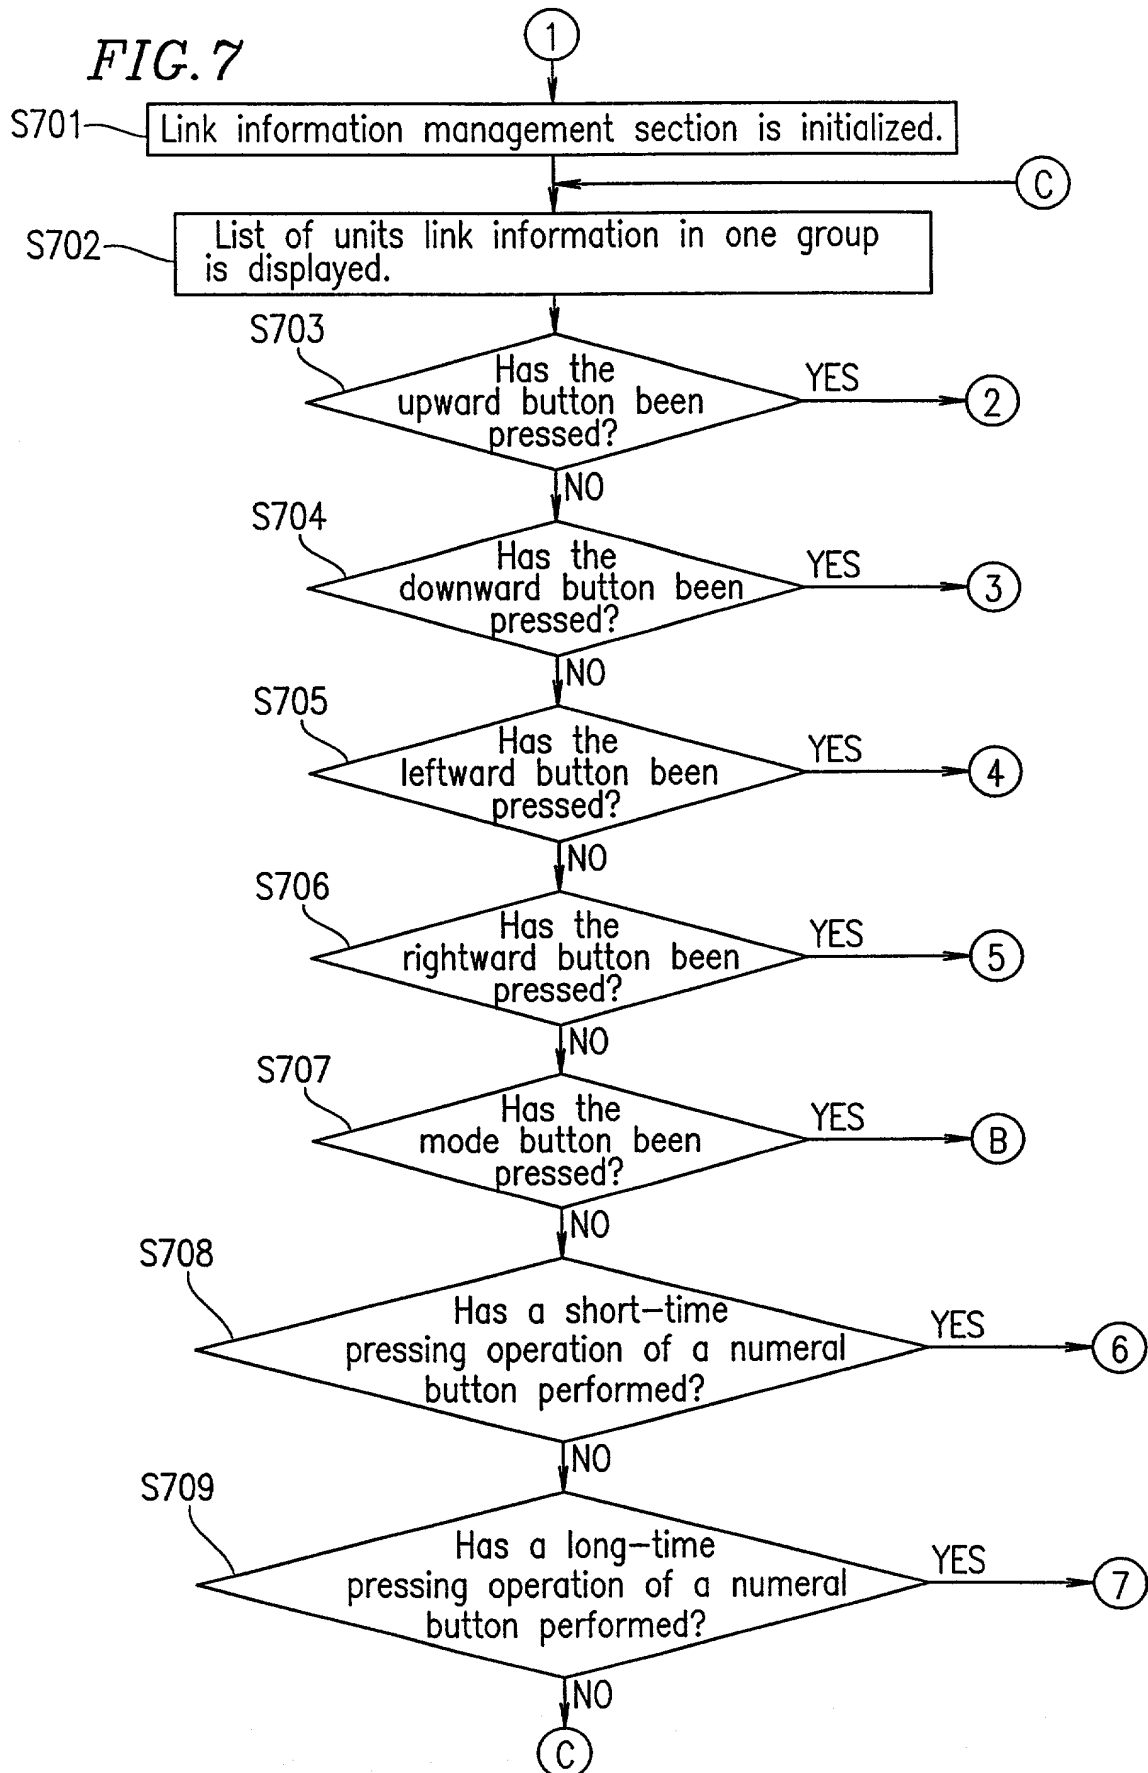 1
FIG.7
S701
Link information management section is initialized.
C
S702
List of units link information in one group
is displayed.
S703
Has the
upward button been
pressed?
YES
2
NO
S704
Has the
downward button been
pressed?
YES
3
NO
S705
Has the
leftward button been
pressed?
YES
4
NO
S706
Has the
rightward button been
pressed?
YES
5
NO
S707
Has the
mode button been
pressed?
YES
B
NO
S708
Has a short-time
pressing operation of a numeral
button performed?
YES
6
NO
S709
Has a long-time
pressing operation of a numeral
button performed?
YES
7
NO
C